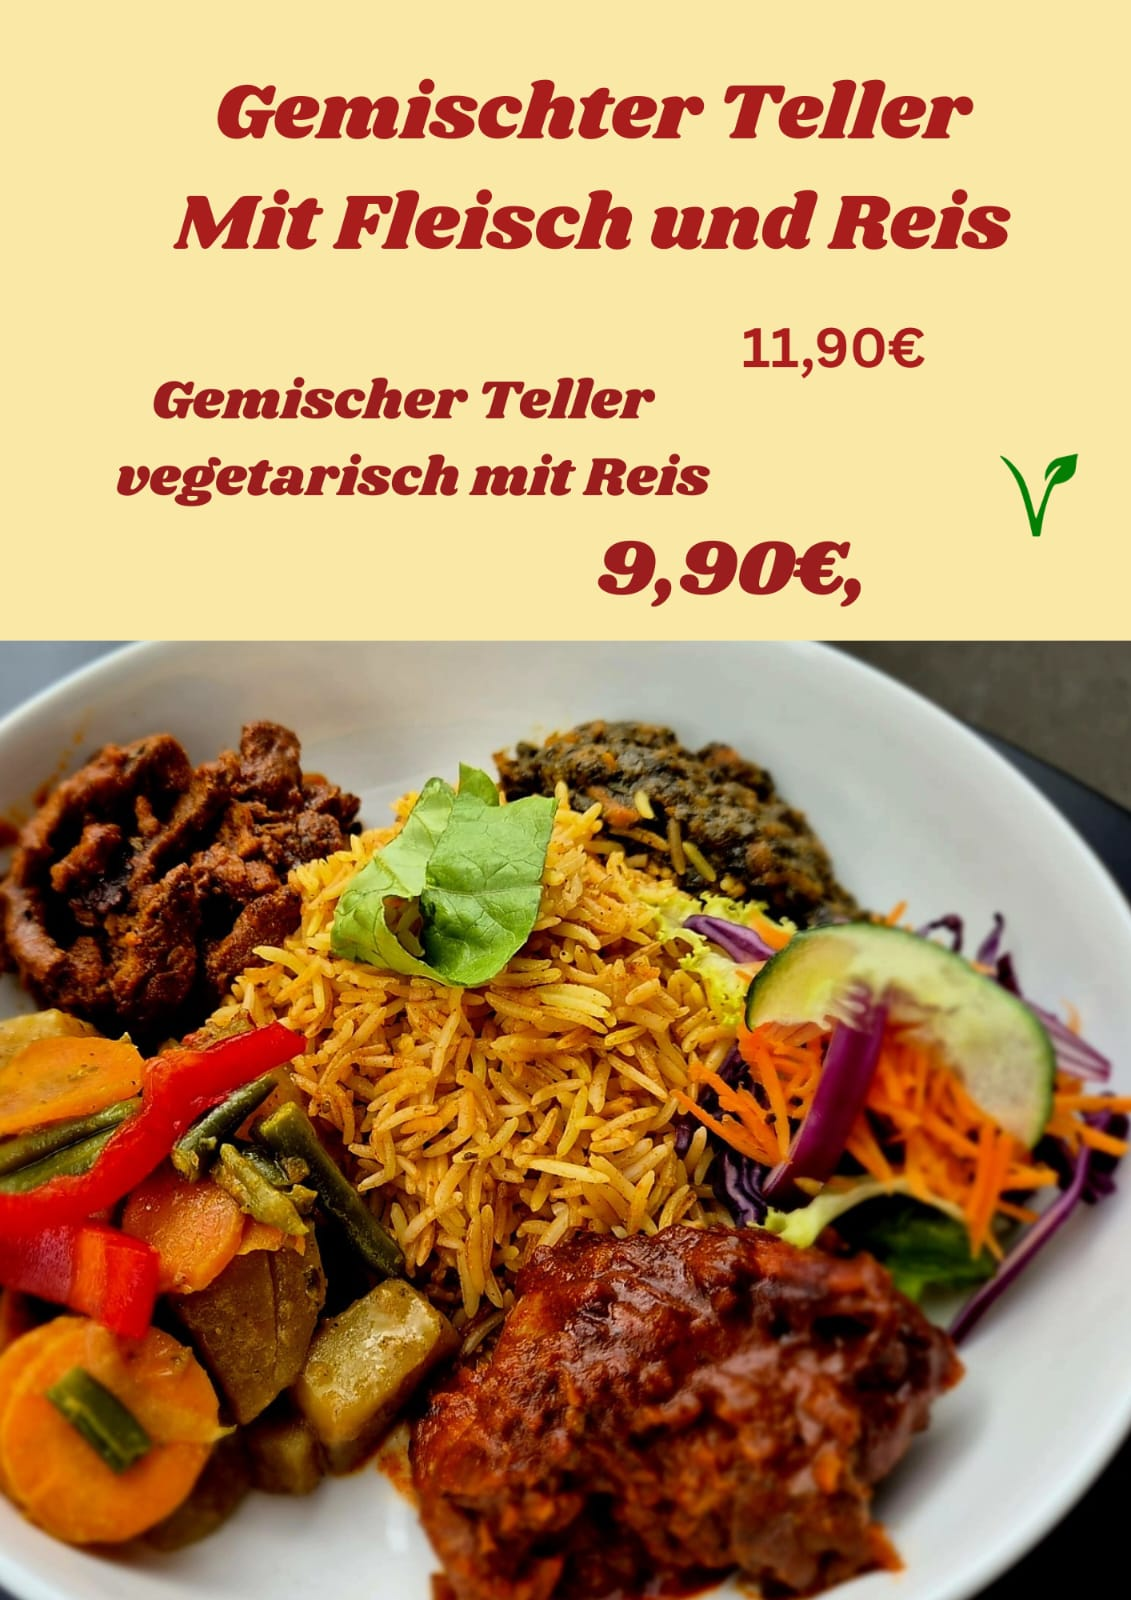 Gemischter Teller
Mit Fleisch und Reis
11,90€
Gemischer Teller
vegetarisch mit Reis
9,90€,